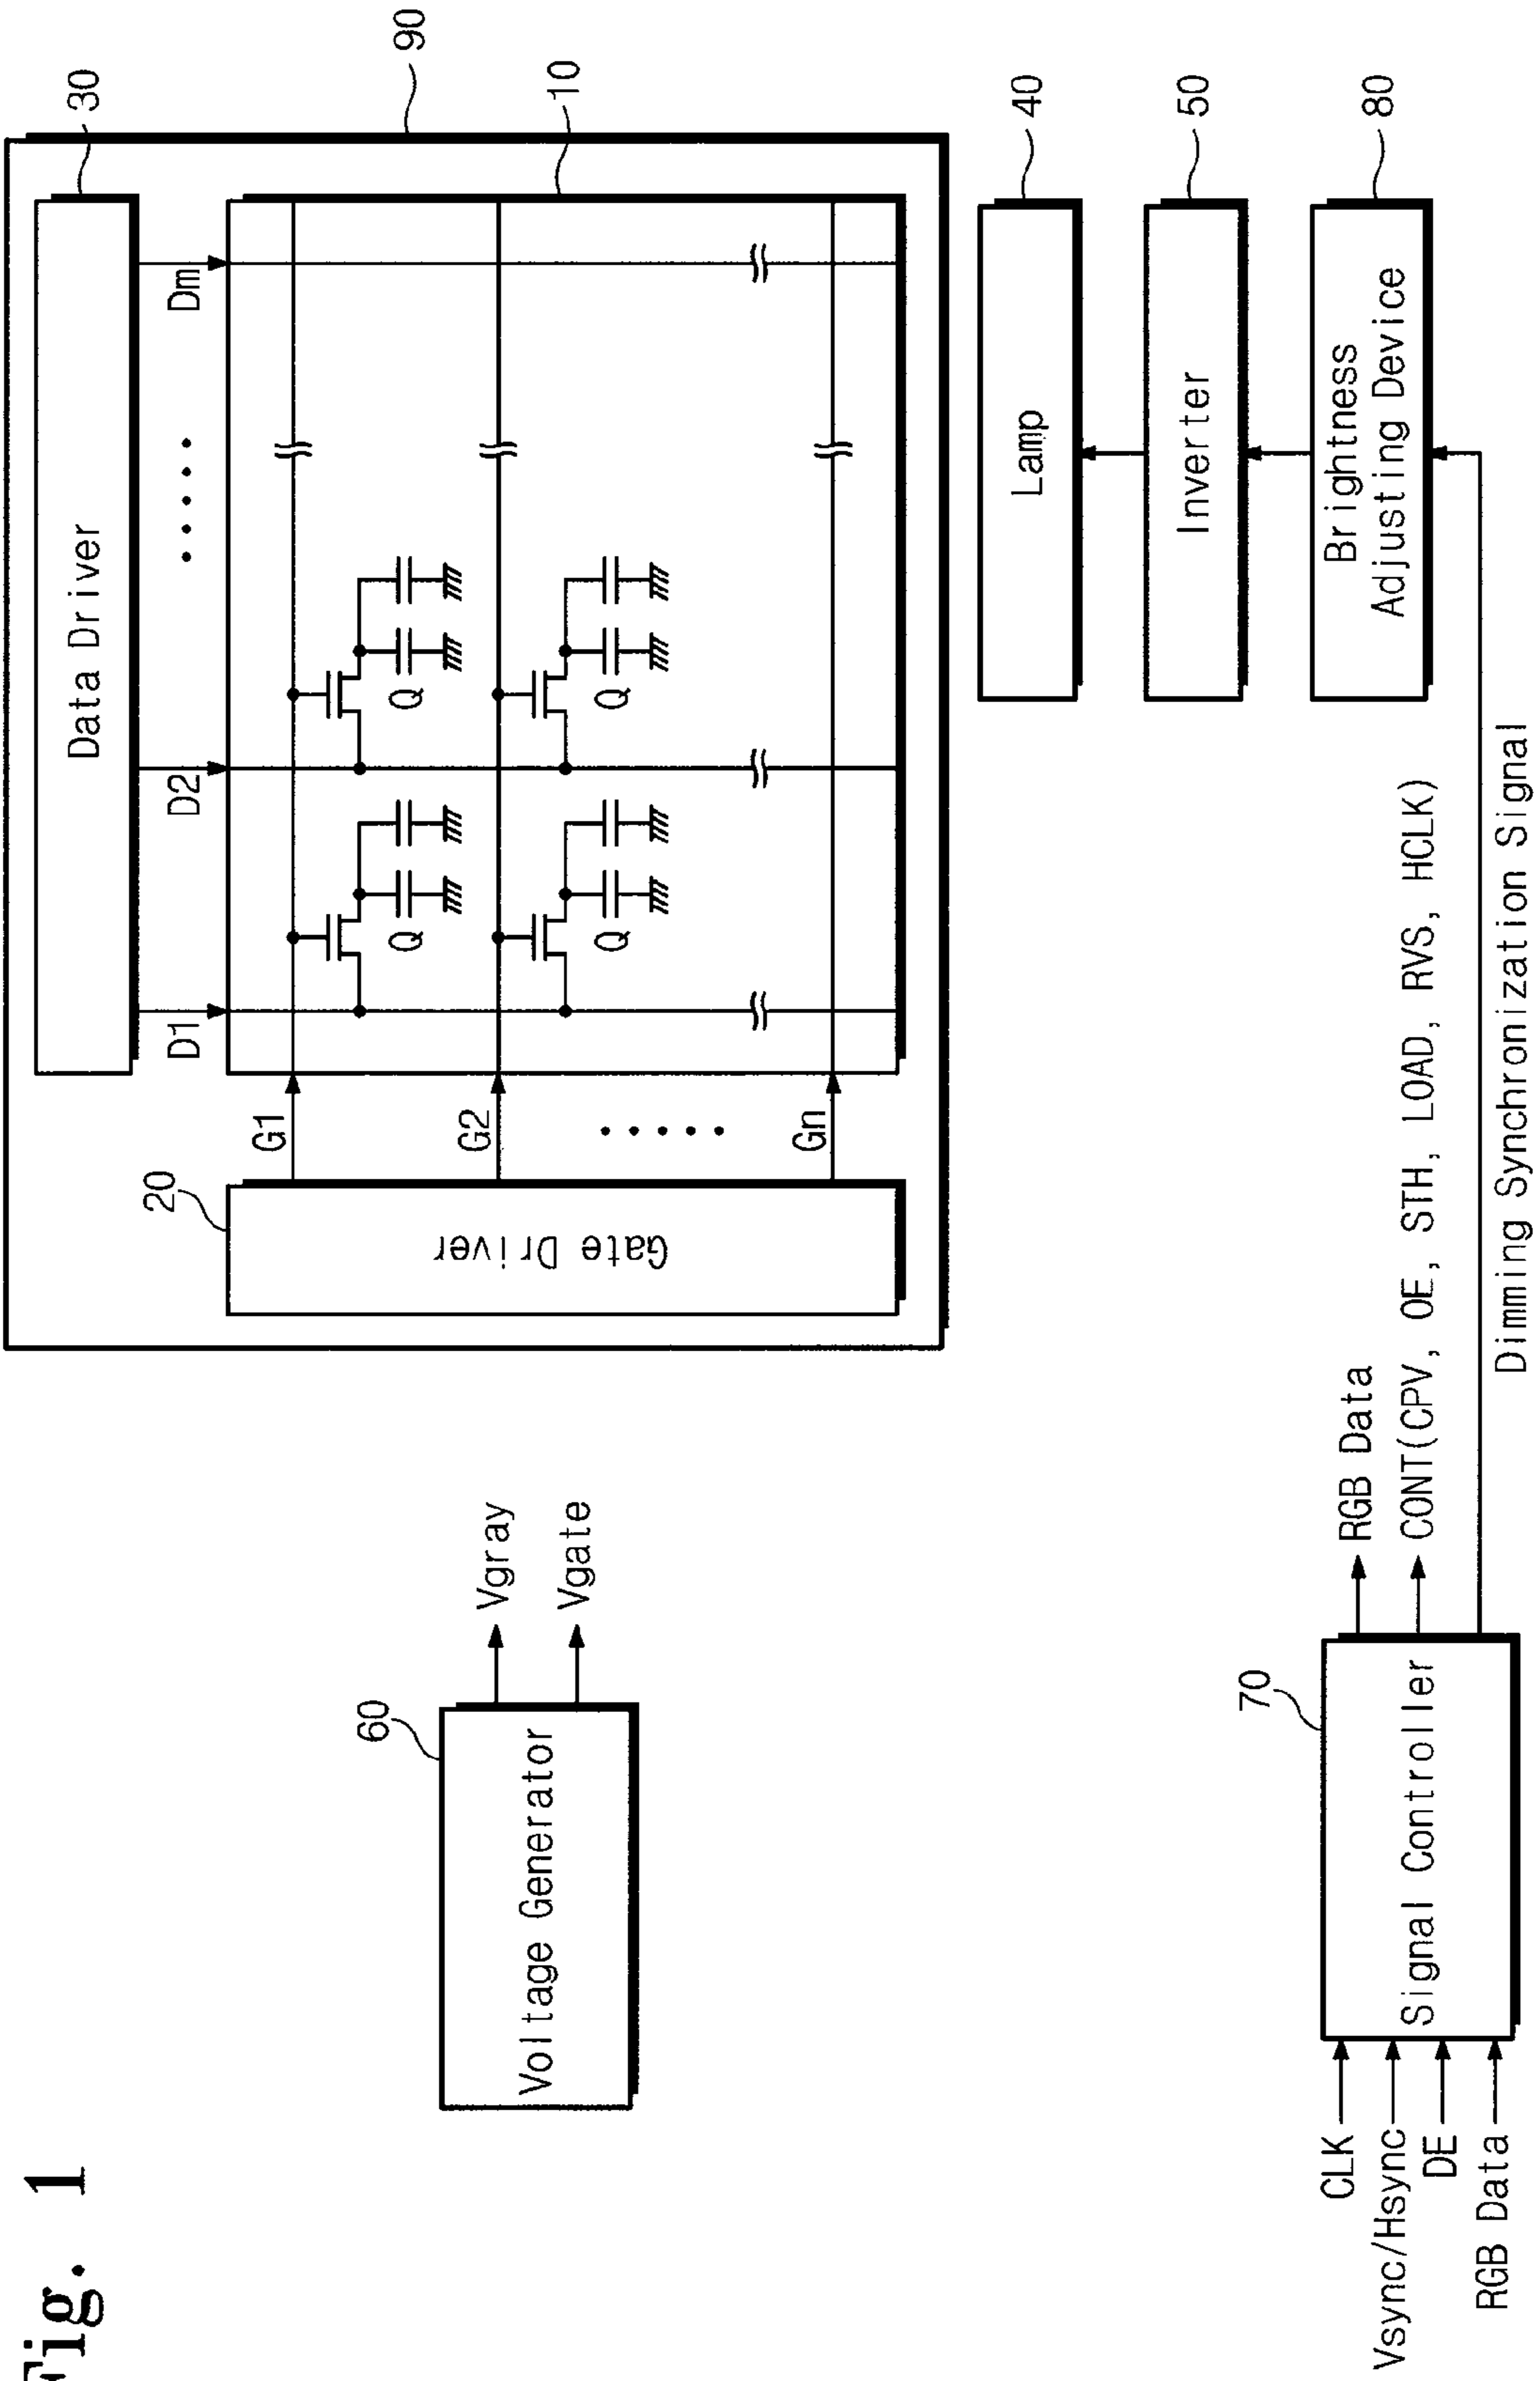 Fig. 1
90
30
Data Driver
D1
D2
Dm
10
20
Gate Driver
G1
G2
Gn
Q
Q
Q
Q
60
Voltage Generator
Vgray
Vgate
Lamp
40
Inverter
50
Brightness
Adjusting Device
80
70
Signal Controller
CLK
Vsync/Hsync
DE
RGB Data
RGB Data
CONT(CPV, OE, STH, LOAD, RVS, HCLK)
Dimming Synchronization Signal